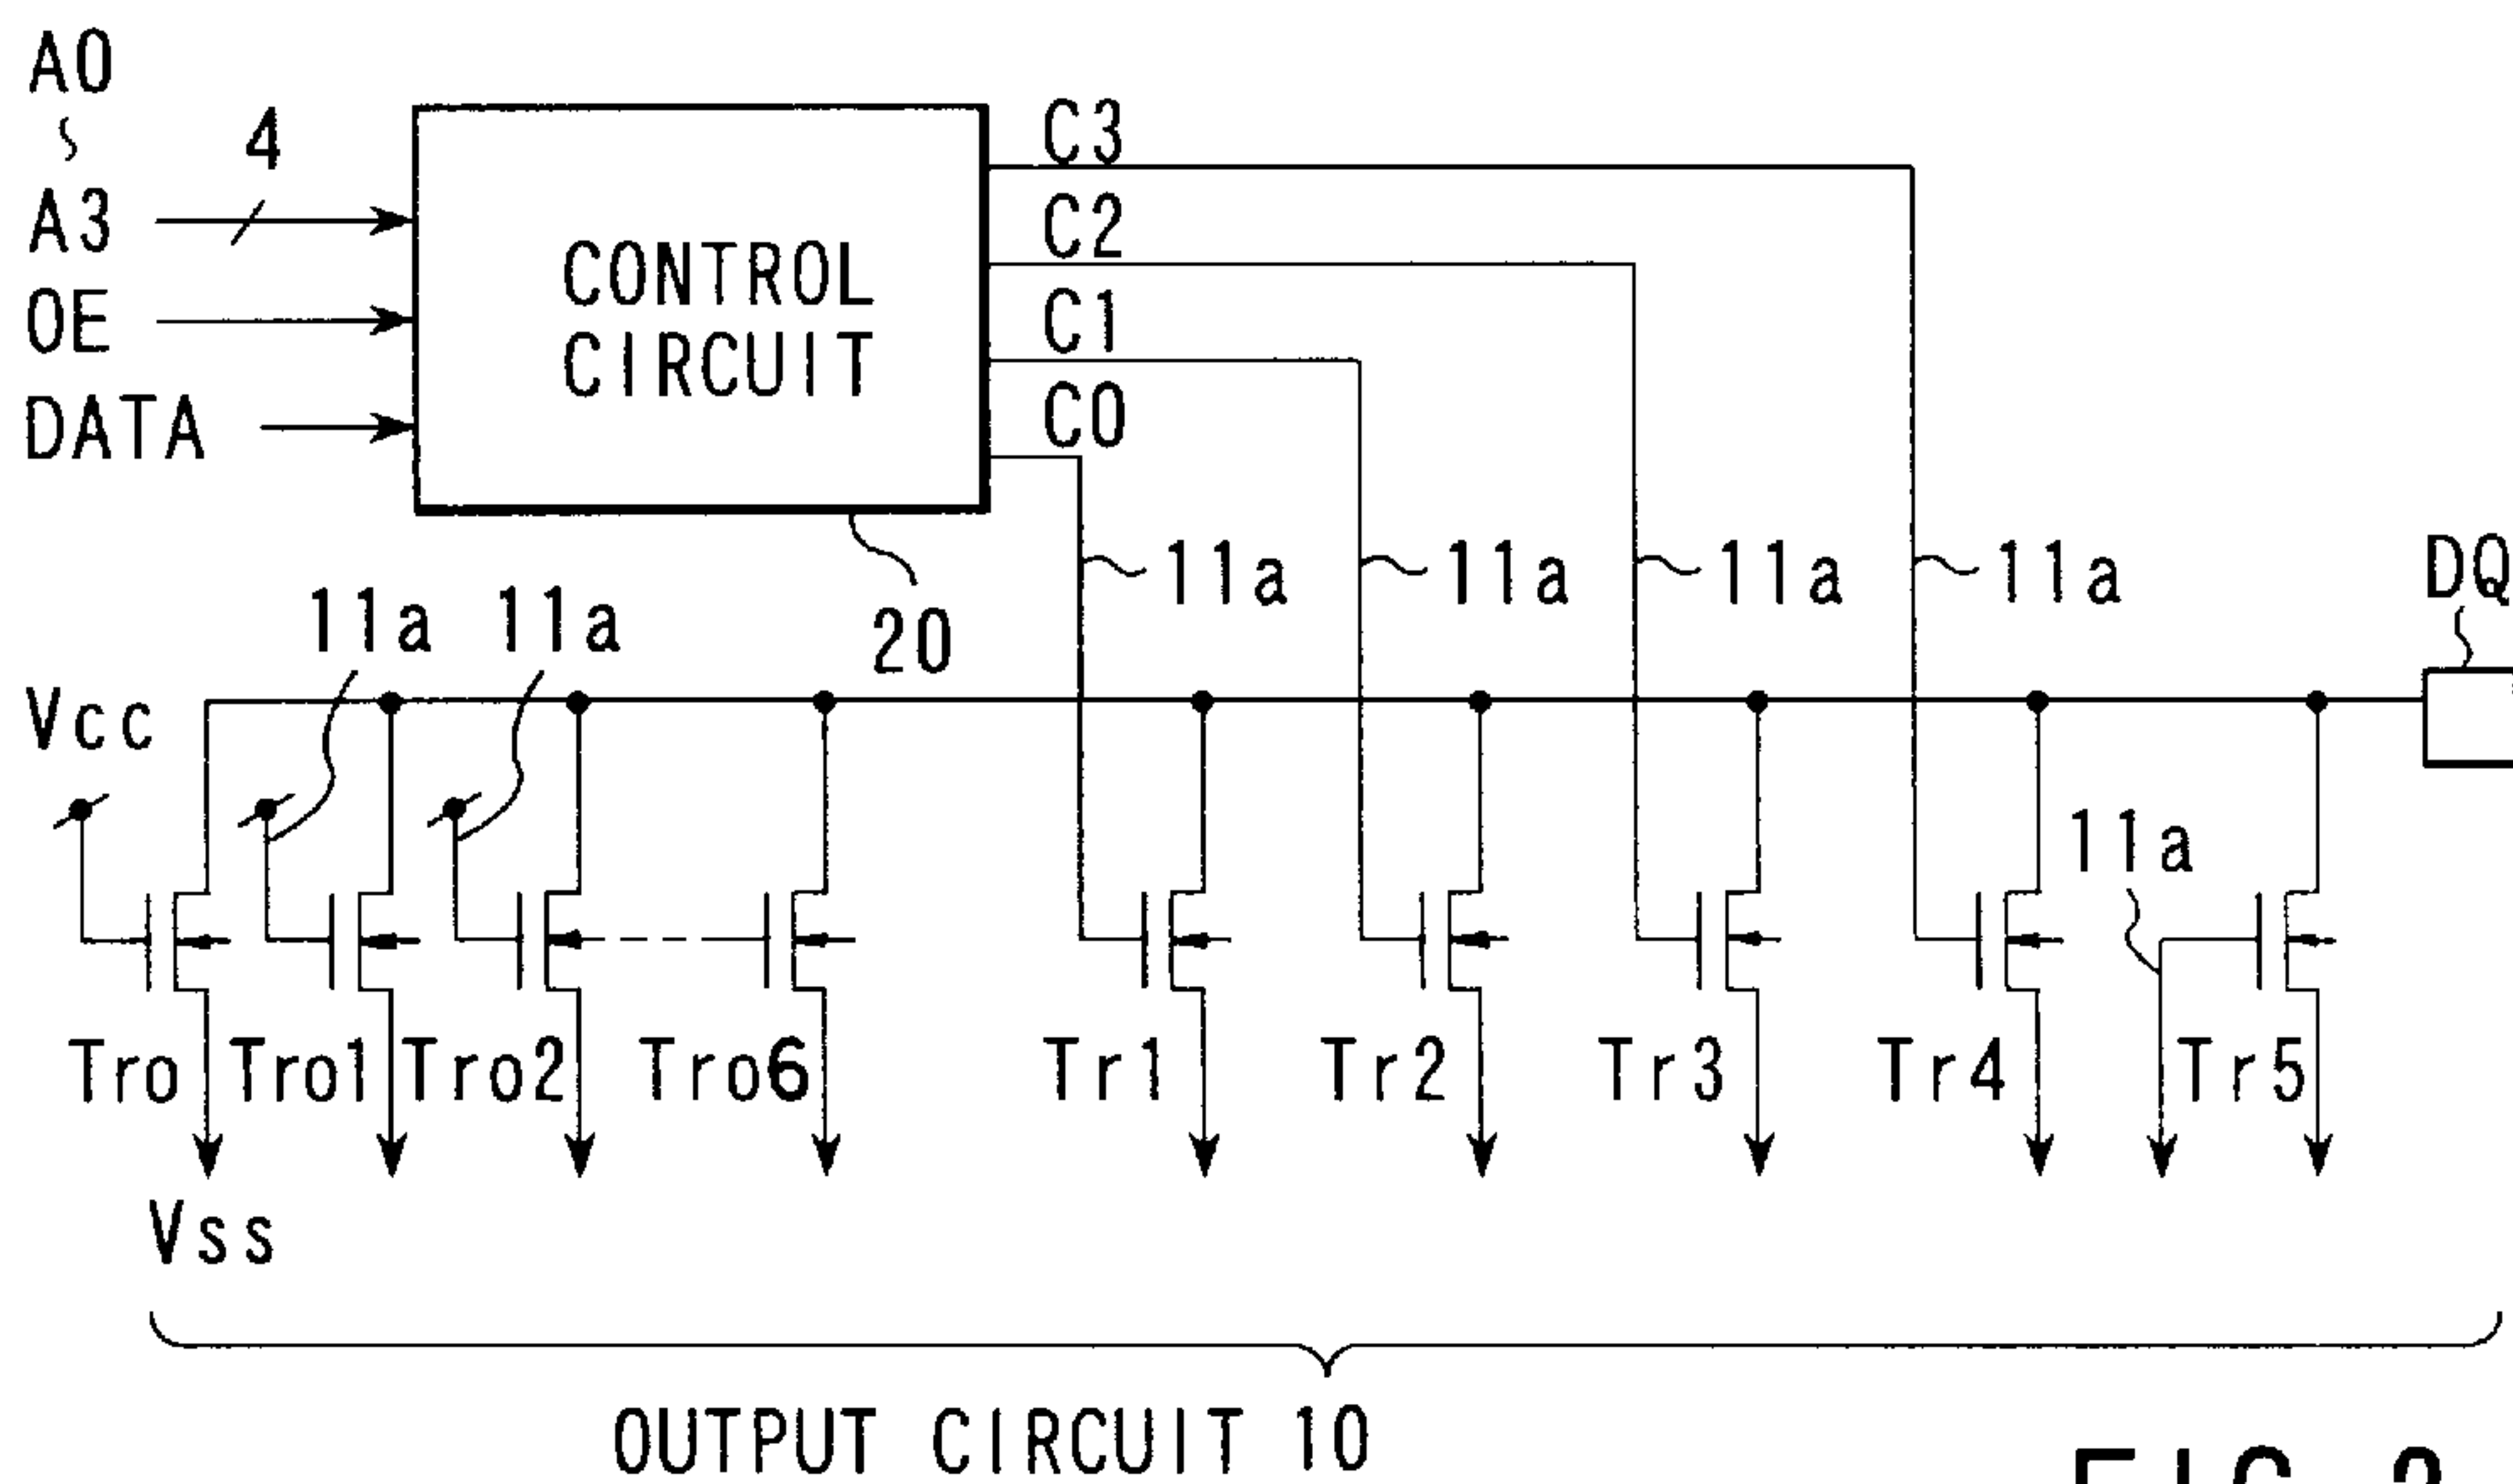 A0
A3
OE
DATA
4
CONTROL
CIRCUIT
C3
C2
C1
C0
20
11a
11a
11a
11a
11a
11a
DQ
Vcc
11a
Tro
Tro1
Tro2
Tro6
Tr1
Tr2
Tr3
Tr4
Tr5
Vss
OUTPUT CIRCUIT 10